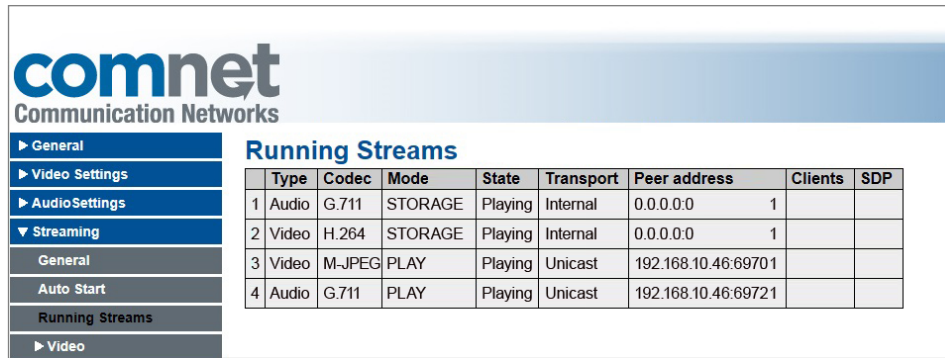 comnet
Communication Networks
▶ General
▶ Video Settings
▶ AudioSettings
▼ Streaming
General
Auto Start
Running Streams
▶ Video
Running Streams
Type Codec Mode State Transport Peer address Clients SDP
1 Audio G.711 STORAGE Playing Internal 0.0.0.0:0 1
2 Video H.264 STORAGE Playing Internal 0.0.0.0:0 1
3 Video M-JPEG PLAY Playing Unicast 192.168.10.46:69701
4 Audio G.711 PLAY Playing Unicast 192.168.10.46:69721